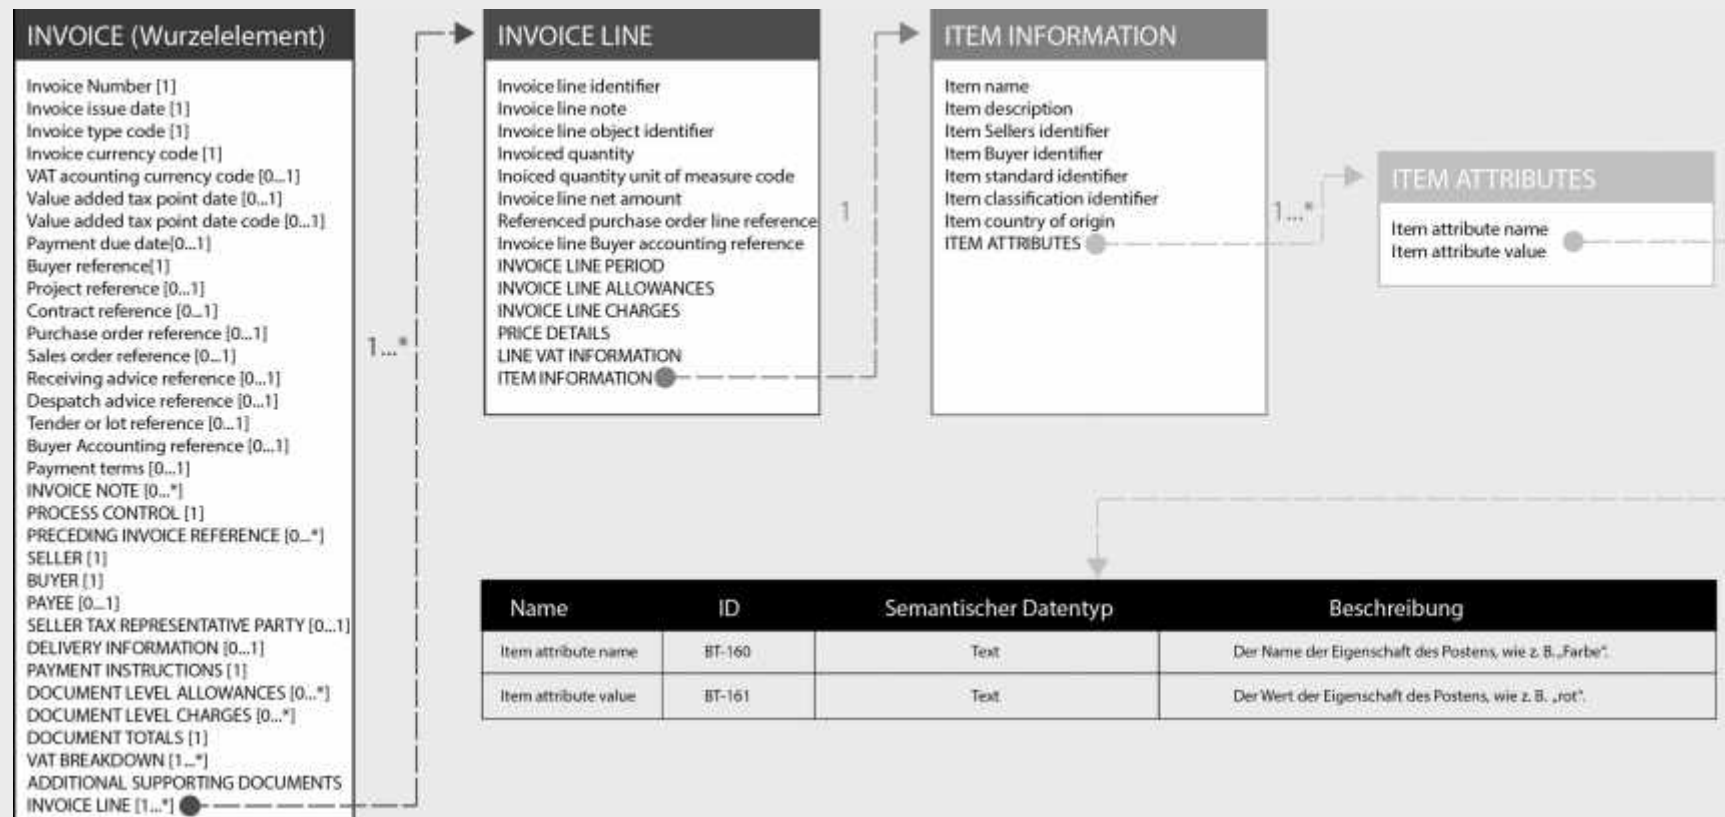 INVOICE (Wurzelelement)
Invoice Number [1]
Invoice issue date [1]
Invoice type code [1]
Invoice currency code [1]
VAT acounting currency code [0...1]
Value added tax point date [0...1]
Value added tax point date code [0...1]
Payment due date[0...1]
Buyer reference[1]
Project reference [0...1]
Contract reference [0...1]
Purchase order reference [0...1]
Sales order reference [0...1]
Receiving advice reference [0...1]
Despatch advice reference [0...1]
Tender or lot reference [0...1]
Buyer Accounting reference [0...1]
Payment terms [0...1]
INVOICE NOTE [0...*]
PROCESS CONTROL [1]
PRECEDING INVOICE REFERENCE [0...*]
SELLER [1]
BUYER [1]
PAYEE [0...1]
SELLER TAX REPRESENTATIVE PARTY [0...1]
DELIVERY INFORMATION [0...1]
PAYMENT INSTRUCTIONS [1]
DOCUMENT LEVEL ALLOWANCES [0...*]
DOCUMENT LEVEL CHARGES [0...*]
DOCUMENT TOTALS [1]
VAT BREAKDOWN [1...*]
ADDITIONAL SUPPORTING DOCUMENTS
INVOICE LINE [1...*]
1...*
INVOICE LINE
Invoice line identifier
Invoice line note
Invoice line object identifier
Invoiced quantity
Inoiced quantity unit of measure code
Invoice line net amount
Referenced purchase order line reference
Invoice line Buyer accounting reference
INVOICE LINE PERIOD
INVOICE LINE ALLOWANCES
INVOICE LINE CHARGES
PRICE DETAILS
LINE VAT INFORMATION
ITEM INFORMATION
1
ITEM INFORMATION
Item name
Item description
Item Sellers identifier
Item Buyer identifier
Item standard identifier
Item classification identifier
Item country of origin
ITEM ATTRIBUTES
1...*
ITEM ATTRIBUTES
Item attribute name
Item attribute value
Name ID Semantischer Datentyp Beschreibung
Item attribute name BT-160 Text Der Name der Eigenschaft des Postens, wie z. B. „Farbe“.
Item attribute value BT-161 Text Der Wert der Eigenschaft des Postens, wie z. B. „rot“.